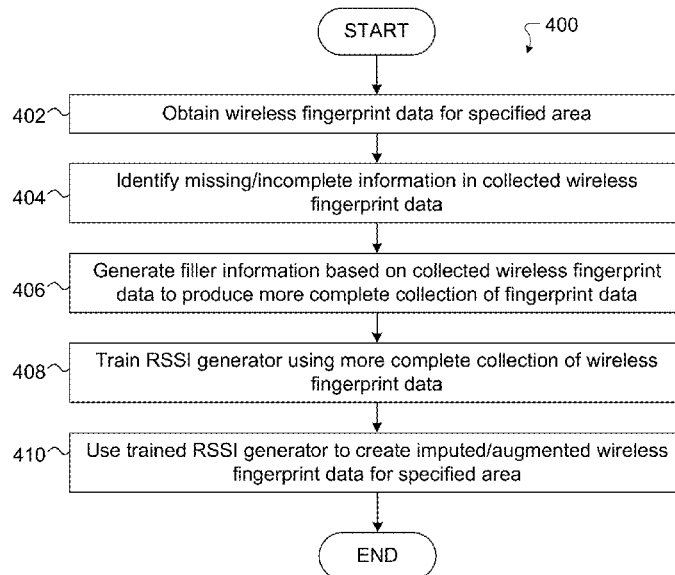 START
400
402
Obtain wireless fingerprint data for specified area
404
Identify missing/incomplete information in collected wireless
fingerprint data
406
Generate filler information based on collected wireless fingerprint
data to produce more complete collection of fingerprint data
408
Train RSSI generator using more complete collection of wireless
fingerprint data
410
Use trained RSSI generator to create imputed/augmented wireless
fingerprint data for specified area
END